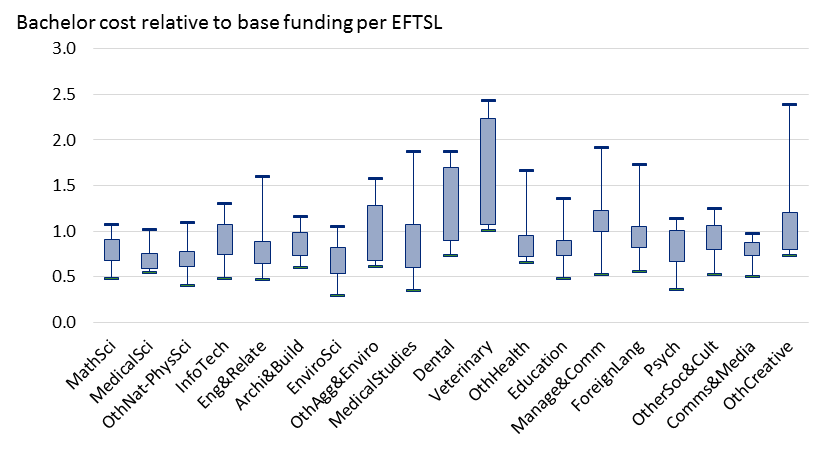 Bachelor cost relative to base funding per EFTSL
3.0
2.5
2.0
1.5
1.0
0.5
0.0
MathSci
MedicalSci
OthNat-PhysSci
InfoTech
Eng&Relate
Archi&Build
EnviroSci
OthAgg&Enviro
MedicalStudies
Dental
Veterinary
OthHealth
Education
Manage&Comm
ForeignLang
Psych
OtherSoc&Cult
Comms&Media
OthCreative